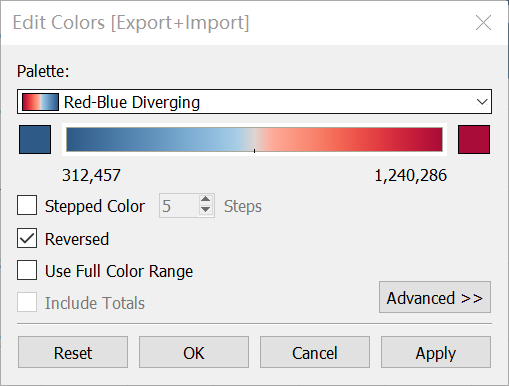 Edit Colors [Export+Import]
Palette:
Red-Blue Diverging
312,457 1,240,286
Stepped Color 5 Steps
Reversed
Use Full Color Range
Include Totals
Advanced >>
Reset OK Cancel Apply